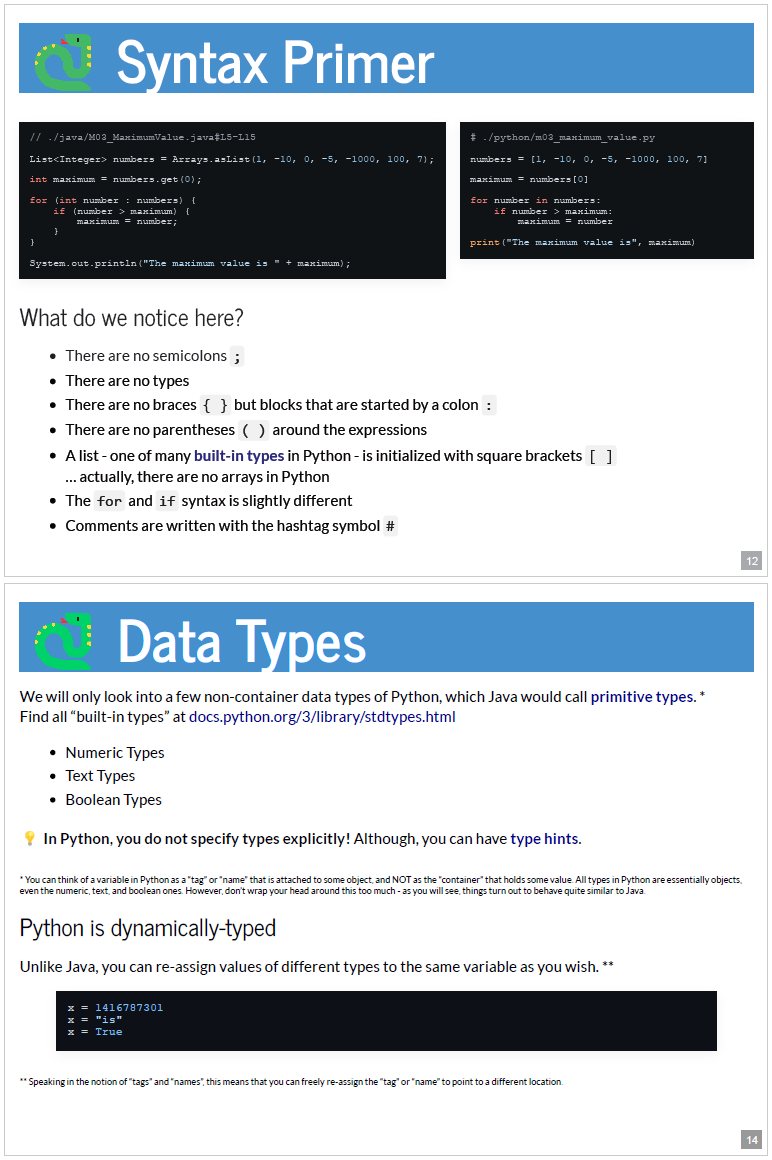 Syntax Primer
// ./java/M03_MaximumValue.java#L5-L15
List<Integer> numbers = Arrays.asList(1, -10, 0, -5, -1000, 100, 7);
int maximum = numbers.get(0);
for (int number : numbers) {
    if (number > maximum) {
        maximum = number;
    }
}
System.out.println("The maximum value is " + maximum);
# ./python/m03_maximum_value.py
numbers = [1, -10, 0, -5, -1000, 100, 7]
maximum = numbers[0]
for number in numbers:
    if number > maximum:
        maximum = number
print("The maximum value is", maximum)
What do we notice here?
• There are no semicolons ;
• There are no types
• There are no braces { } but blocks that are started by a colon :
• There are no parentheses ( ) around the expressions
• A list - one of many built-in types in Python - is initialized with square brackets [ ]
... actually, there are no arrays in Python
• The for and if syntax is slightly different
• Comments are written with the hashtag symbol #
12
Data Types
We will only look into a few non-container data types of Python, which Java would call primitive types. *
Find all “built-in types” at docs.python.org/3/library/stdtypes.html
• Numeric Types
• Text Types
• Boolean Types
💡 In Python, you do not specify types explicitly! Although, you can have type hints.
* You can think of a variable in Python as a "tag" or "name" that is attached to some object, and NOT as the "container" that holds some value. All types in Python are essentially objects,
even the numeric, text, and boolean ones. However, don't wrap your head around this too much - as you will see, things turn out to behave quite similar to Java.
Python is dynamically-typed
Unlike Java, you can re-assign values of different types to the same variable as you wish. **
x = 1416787301
x = "is"
x = True
** Speaking in the notion of "tags" and "names", this means that you can freely re-assign the "tag" or "name" to point to a different location.
14